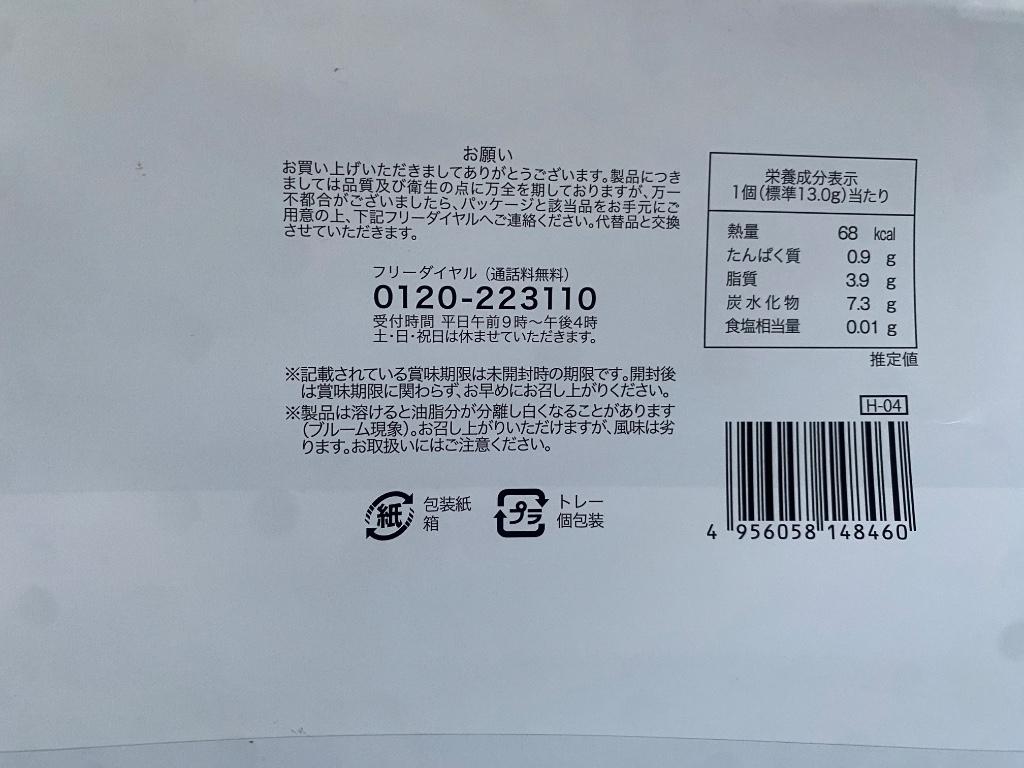 お願い
お買い上げいただきましてありがとうございます。製品につき
ましては品質及び衛生の点に万全を期しておりますが、万一
不都合がございましたら、パッケージと該当品をお手元にご
用意の上、下記フリーダイヤルへご連絡ください。代替品と交換
させていただきます。
フリーダイヤル（通話料無料）
0120-223110
受付時間 平日午前9時〜午後4時
土・日・祝日は休ませていただきます。
※記載されている賞味期限は未開封時の期限です。開封後
は賞味期限に関わらず、お早めにお召し上がりください。
※製品は溶けると油脂分が分離し白くなることがあります
（ブルーム現象）。お召し上がりいただけますが、風味は劣
ります。お取扱いにはご注意ください。
紙
包装紙
箱
プラ
トレー
個包装
栄養成分表示
1個(標準13.0g)当たり
熱量 68 kcal
たんぱく質 0.9 g
脂質 3.9 g
炭水化物 7.3 g
食塩相当量 0.01 g
推定値
H-04
4 956058 148460